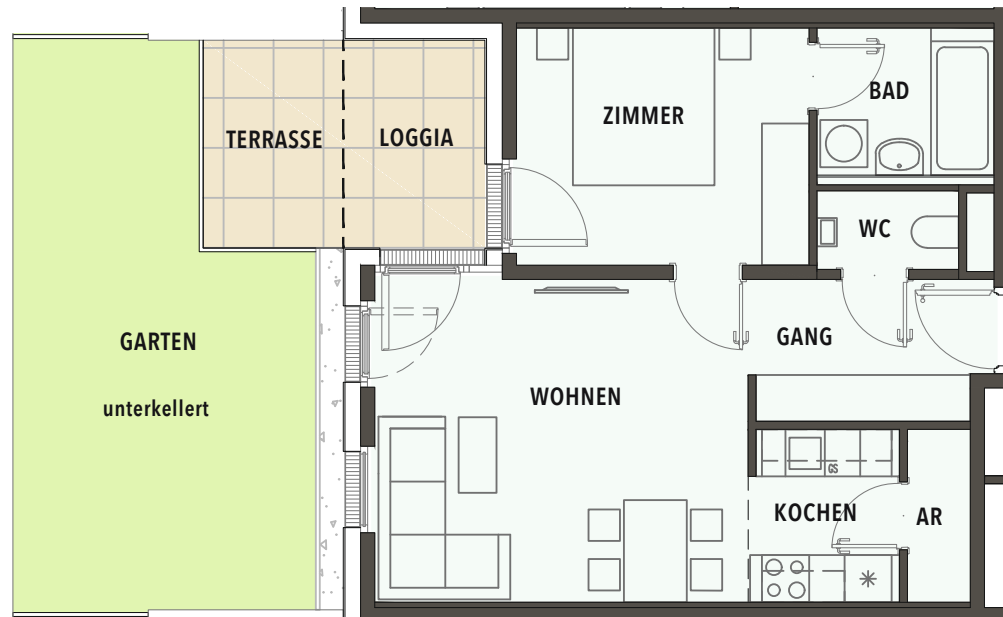 ZIMMER
BAD
TERRASSE
LOGGIA
WC
GARTEN
unterkellert
GANG
WOHNEN
GS
KOCHEN
AR